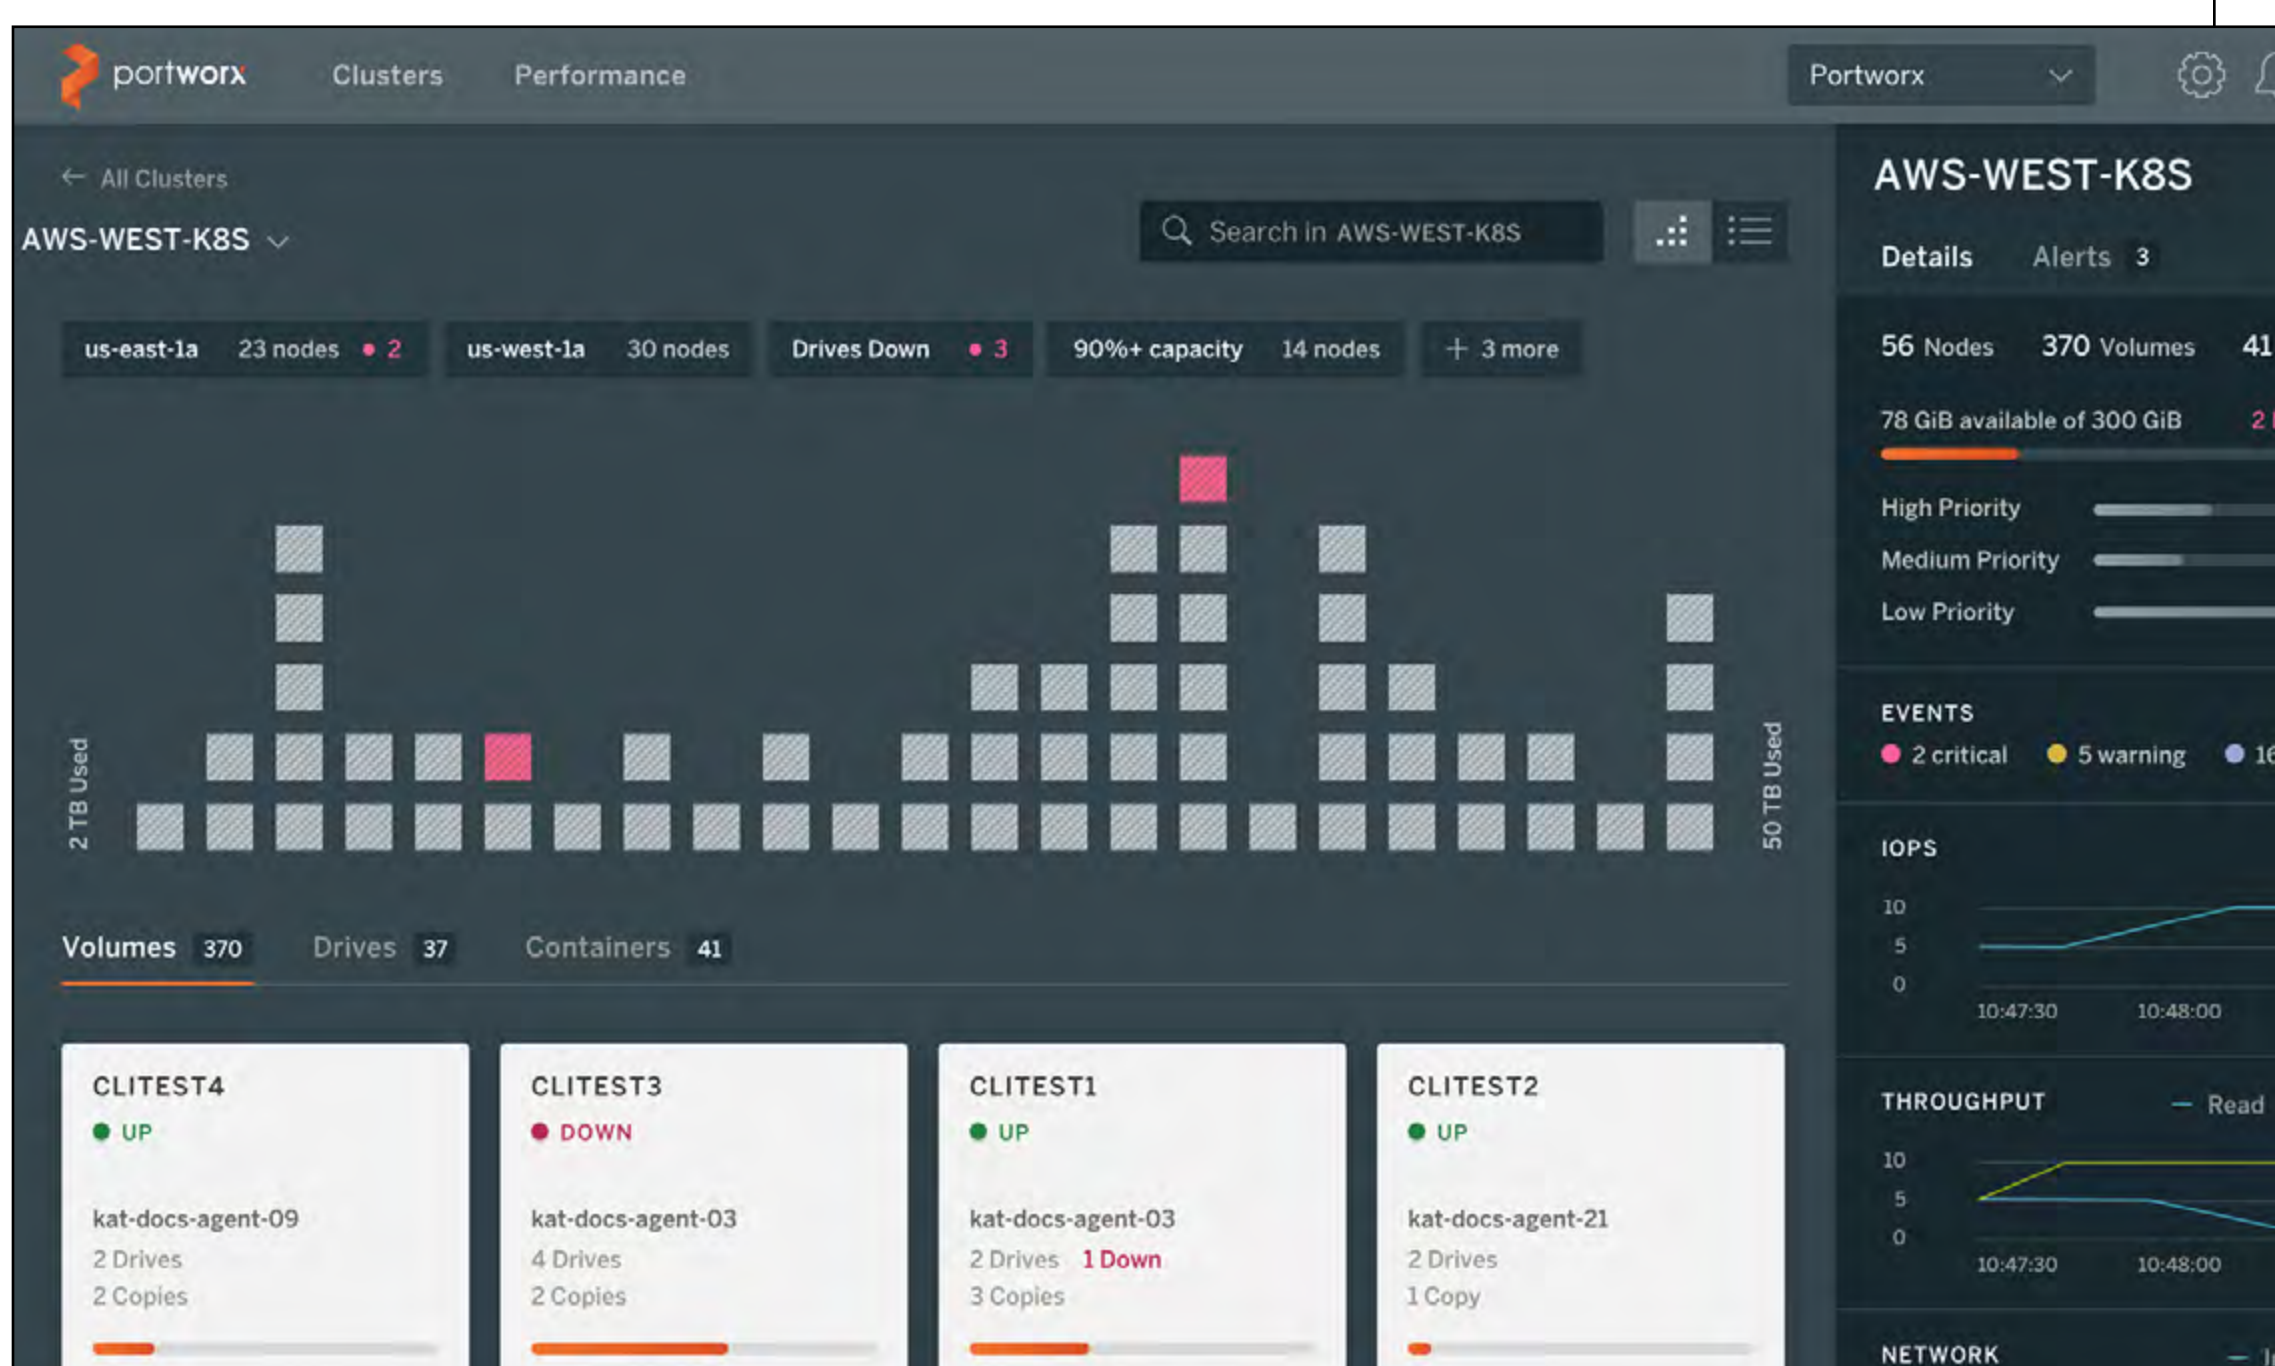 portworx Clusters Performance Portworx
All Clusters
AWS-WEST-K8S
Search in AWS-WEST-K8S
us-east-1a 23 nodes 2 us-west-1a 30 nodes Drives Down 3 90%+ capacity 14 nodes + 3 more
2 TB Used
50 TB Used
Volumes 370 Drives 37 Containers 41
CLITEST4
UP
kat-docs-agent-09
2 Drives
2 Copies
CLITEST3
DOWN
kat-docs-agent-03
4 Drives
2 Copies
CLITEST1
UP
kat-docs-agent-03
2 Drives 1 Down
3 Copies
CLITEST2
UP
kat-docs-agent-21
2 Drives
1 Copy
AWS-WEST-K8S
Details Alerts 3
56 Nodes 370 Volumes 41
78 GiB available of 300 GiB 2
High Priority
Medium Priority
Low Priority
EVENTS
2 critical 5 warning 16
IOPS
10
5
0
10:47:30 10:48:00
THROUGHPUT Read
10
5
0
10:47:30 10:48:00
NETWORK